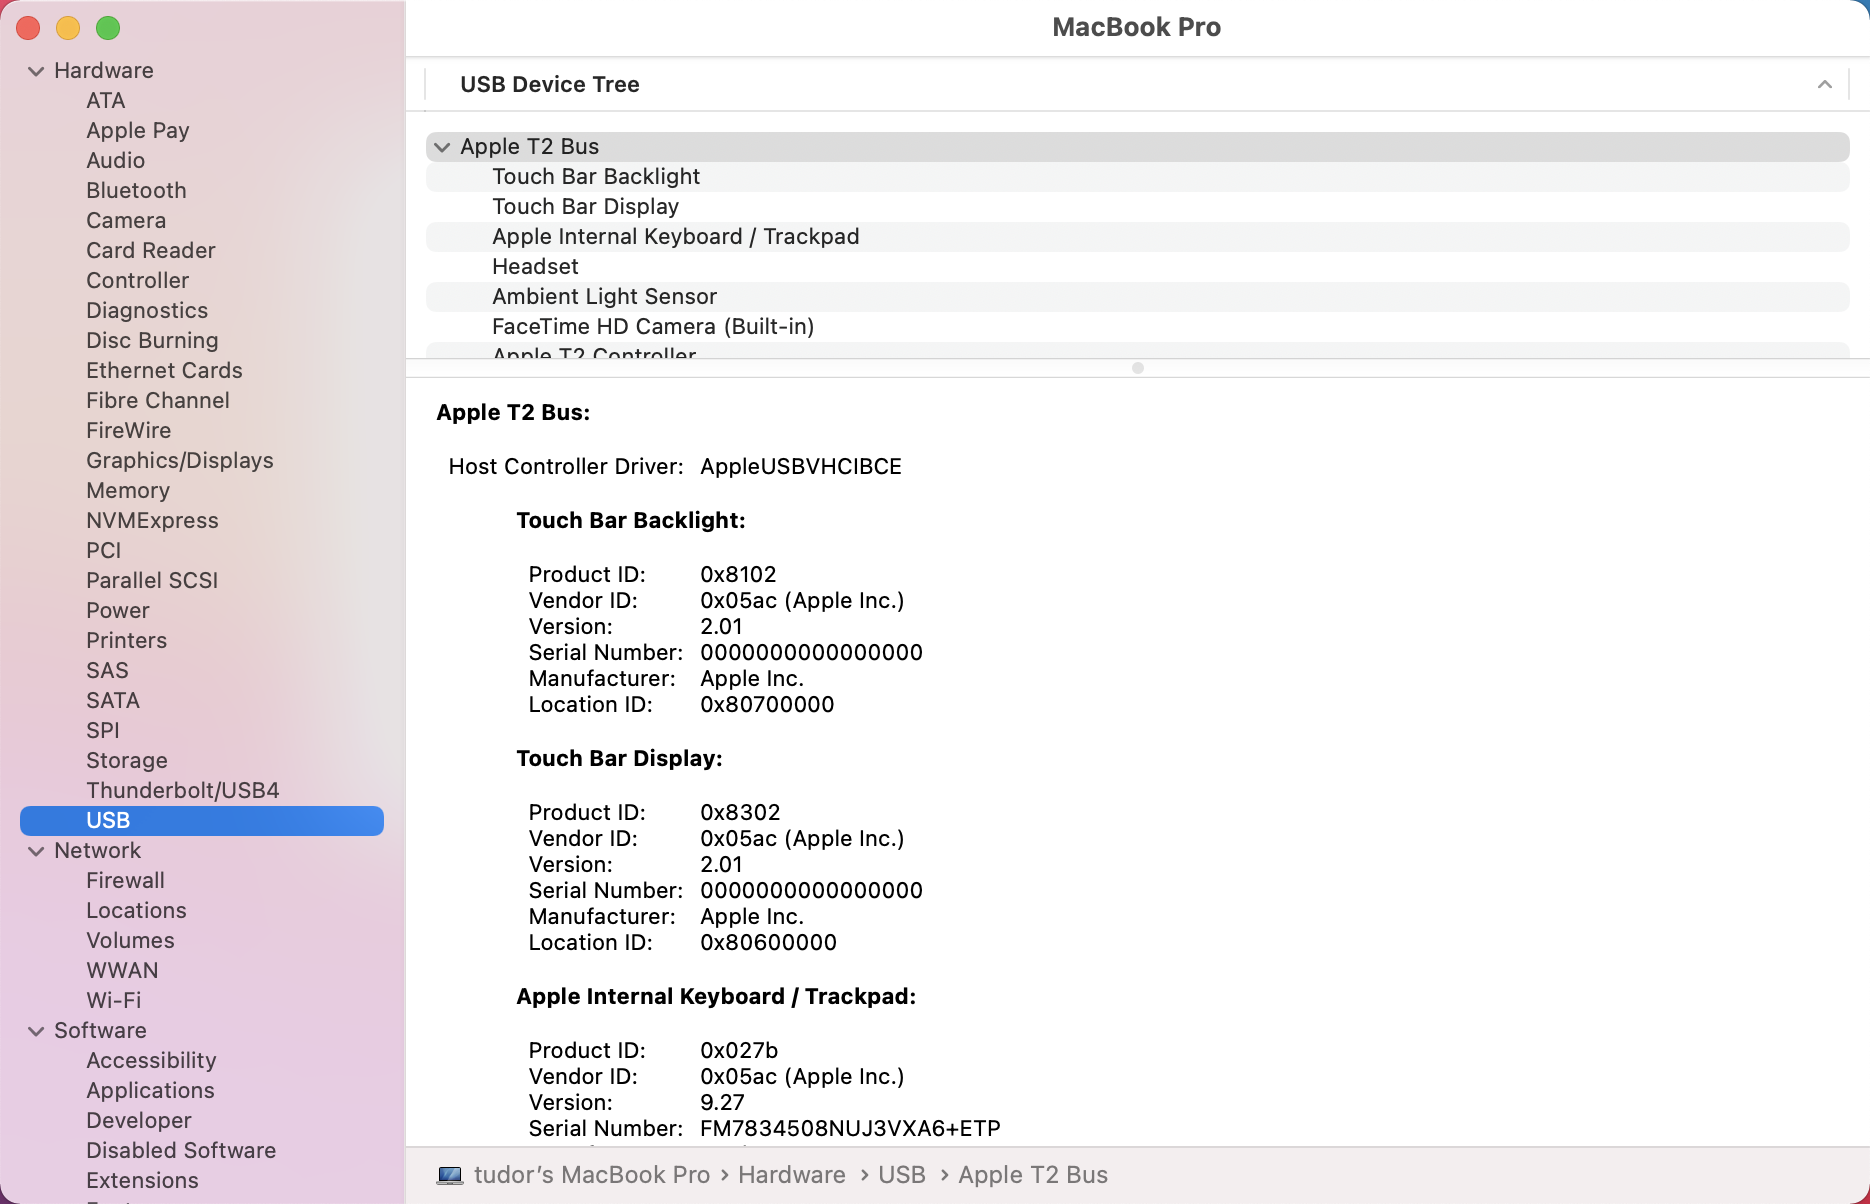 MacBook Pro
Hardware
ATA
Apple Pay
Audio
Bluetooth
Camera
Card Reader
Controller
Diagnostics
Disc Burning
Ethernet Cards
Fibre Channel
FireWire
Graphics/Displays
Memory
NVMExpress
PCI
Parallel SCSI
Power
Printers
SAS
SATA
SPI
Storage
Thunderbolt/USB4
USB
Network
Firewall
Locations
Volumes
WWAN
Wi-Fi
Software
Accessibility
Applications
Developer
Disabled Software
Extensions
USB Device Tree
Apple T2 Bus
Touch Bar Backlight
Touch Bar Display
Apple Internal Keyboard / Trackpad
Headset
Ambient Light Sensor
FaceTime HD Camera (Built-in)
Apple T2 Controller
Apple T2 Bus:
Host Controller Driver: AppleUSBVHCIBCE
Touch Bar Backlight:
Product ID: 0x8102
Vendor ID: 0x05ac (Apple Inc.)
Version: 2.01
Serial Number: 0000000000000000
Manufacturer: Apple Inc.
Location ID: 0x80700000
Touch Bar Display:
Product ID: 0x8302
Vendor ID: 0x05ac (Apple Inc.)
Version: 2.01
Serial Number: 0000000000000000
Manufacturer: Apple Inc.
Location ID: 0x80600000
Apple Internal Keyboard / Trackpad:
Product ID: 0x027b
Vendor ID: 0x05ac (Apple Inc.)
Version: 9.27
Serial Number: FM7834508NUJ3VXA6+ETP
tudor's MacBook Pro › Hardware › USB › Apple T2 Bus